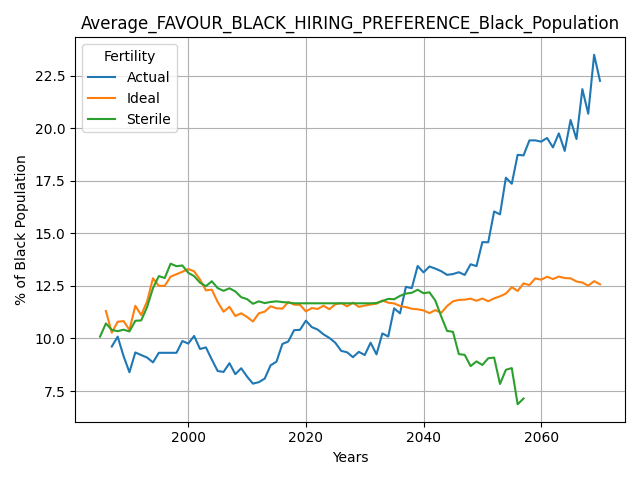 Average_FAVOUR_BLACK_HIRING_PREFERENCE_Black_Population
Fertility
Actual
Ideal
Sterile
% of Black Population
22.5
20.0
17.5
15.0
12.5
10.0
7.5
2000
2020
2040
2060
Years